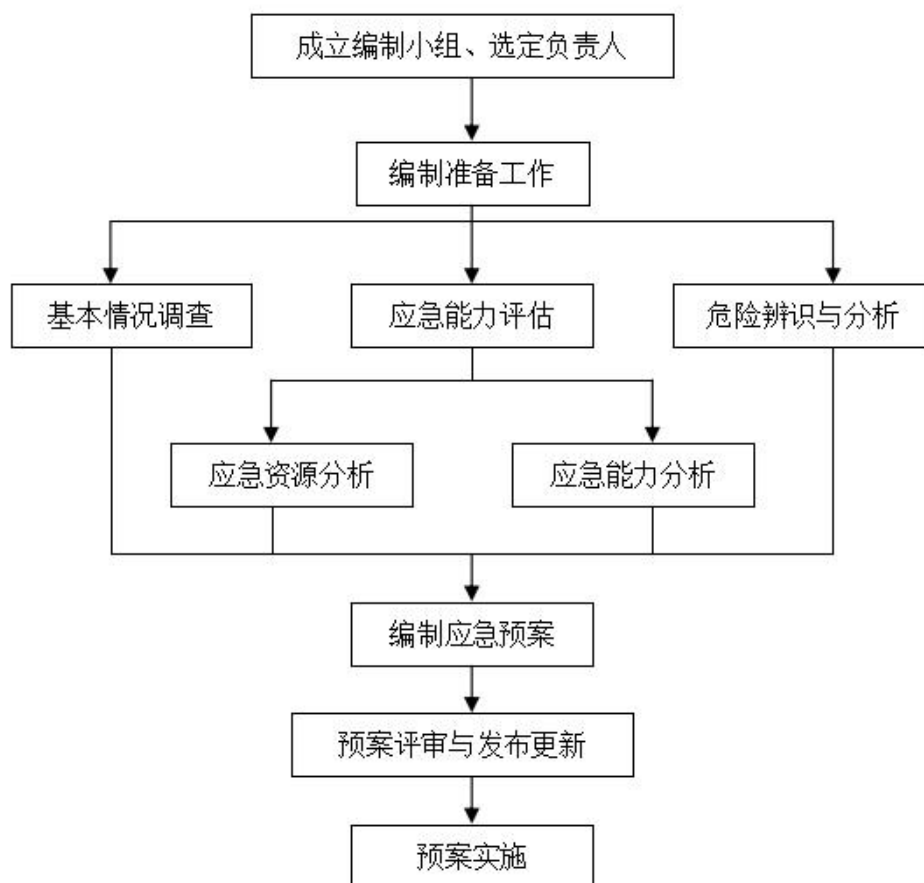 成立编制小组、选定负责人
编制准备工作
基本情况调查
应急能力评估
危险辨识与分析
应急资源分析
应急能力分析
编制应急预案
预案评审与发布更新
预案实施